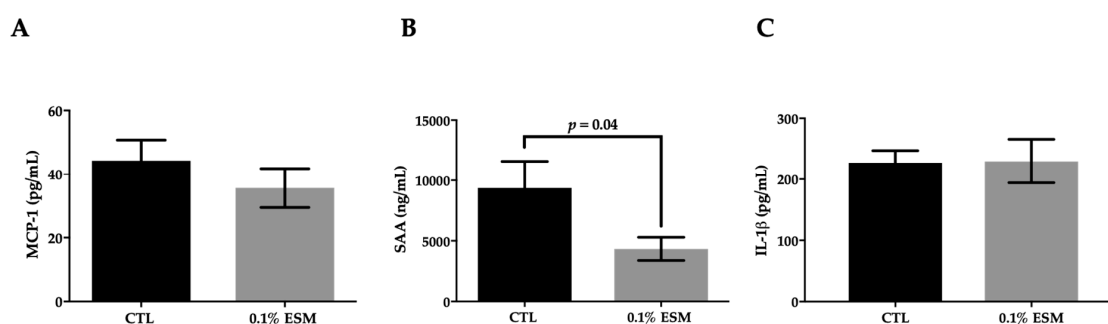 A
MCP-1 (pg/mL)
60
40
20
0
CTL
0.1% ESM
B
SAA (ng/mL)
15000
10000
5000
0
p = 0.04
CTL
0.1% ESM
C
IL-1β (pg/mL)
300
200
100
0
CTL
0.1% ESM